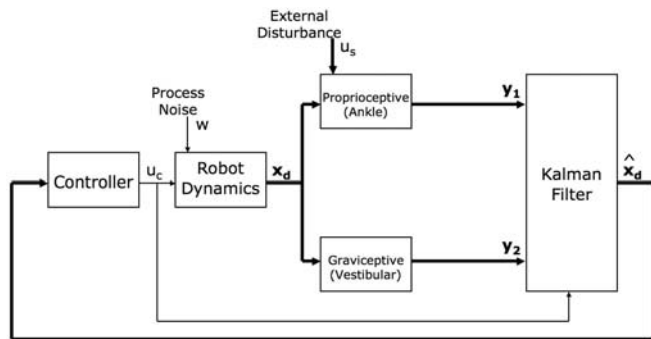 External
Disturbance
u_s
Process
Noise
w
Proprioceptive
(Ankle)
y_1
Controller
u_c
Robot
Dynamics
x_d
Kalman
Filter
x̂_d
Graviceptive
(Vestibular)
y_2